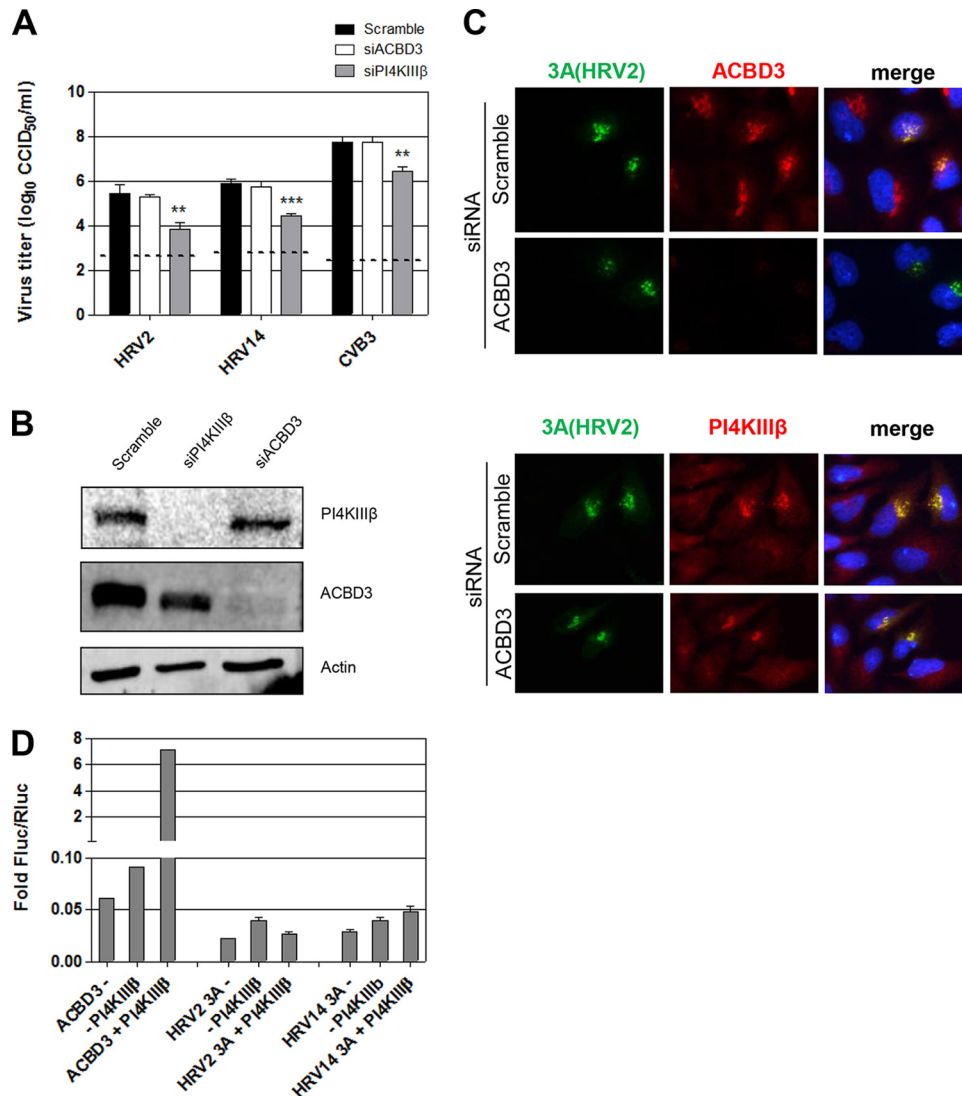 A
Scramble
siACBD3
siPI4KIIIβ
Virus titer (log10 CCID50/ml)
10
8
6
4
2
0
**
***
**
HRV2
HRV14
CVB3
B
Scramble
siPI4KIIIβ
siACBD3
PI4KIIIβ
ACBD3
Actin
C
3A(HRV2)
ACBD3
merge
siRNA
Scramble
ACBD3
3A(HRV2)
PI4KIIIβ
merge
siRNA
Scramble
ACBD3
D
Fold Fluc/Rluc
8
6
4
2
0.10
0.05
0.00
ACBD3 -
- PI4KIIIβ
ACBD3 + PI4KIIIβ
HRV2 3A -
- PI4KIIIβ
HRV2 3A + PI4KIIIβ
HRV14 3A -
- PI4KIIIb
HRV14 3A + PI4KIIIβ